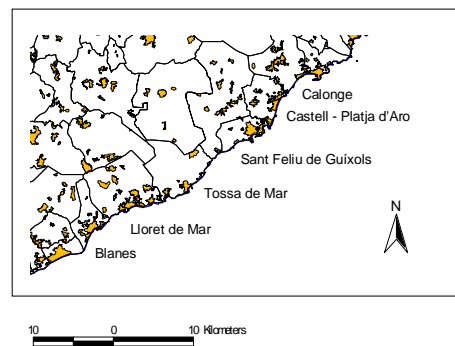 Calonge
Castell - Platja d'Aro
Sant Feliu de Guíxols
Tossa de Mar
N
Lloret de Mar
Blanes
10 0 10 Kilometers